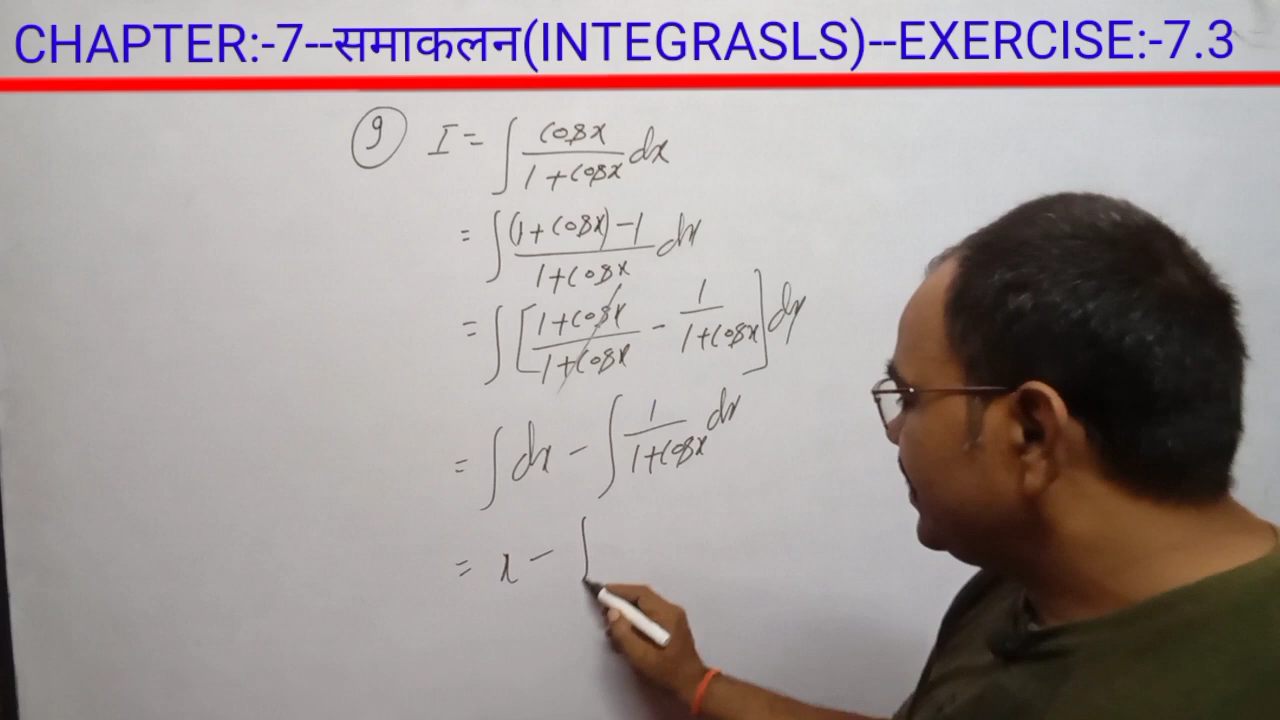 CHAPTER:-7--समाकलन(INTEGRASLS)--EXERCISE:-7.3
9 I = ∫ cosx / 1+cosx dx
= ∫ (1+cosx)-1 / 1+cosx dx
= ∫ [ 1+cosx / 1+cosx - 1 / 1+cosx ] dx
= ∫ dx - ∫ 1 / 1+cosx dx
= x - ∫